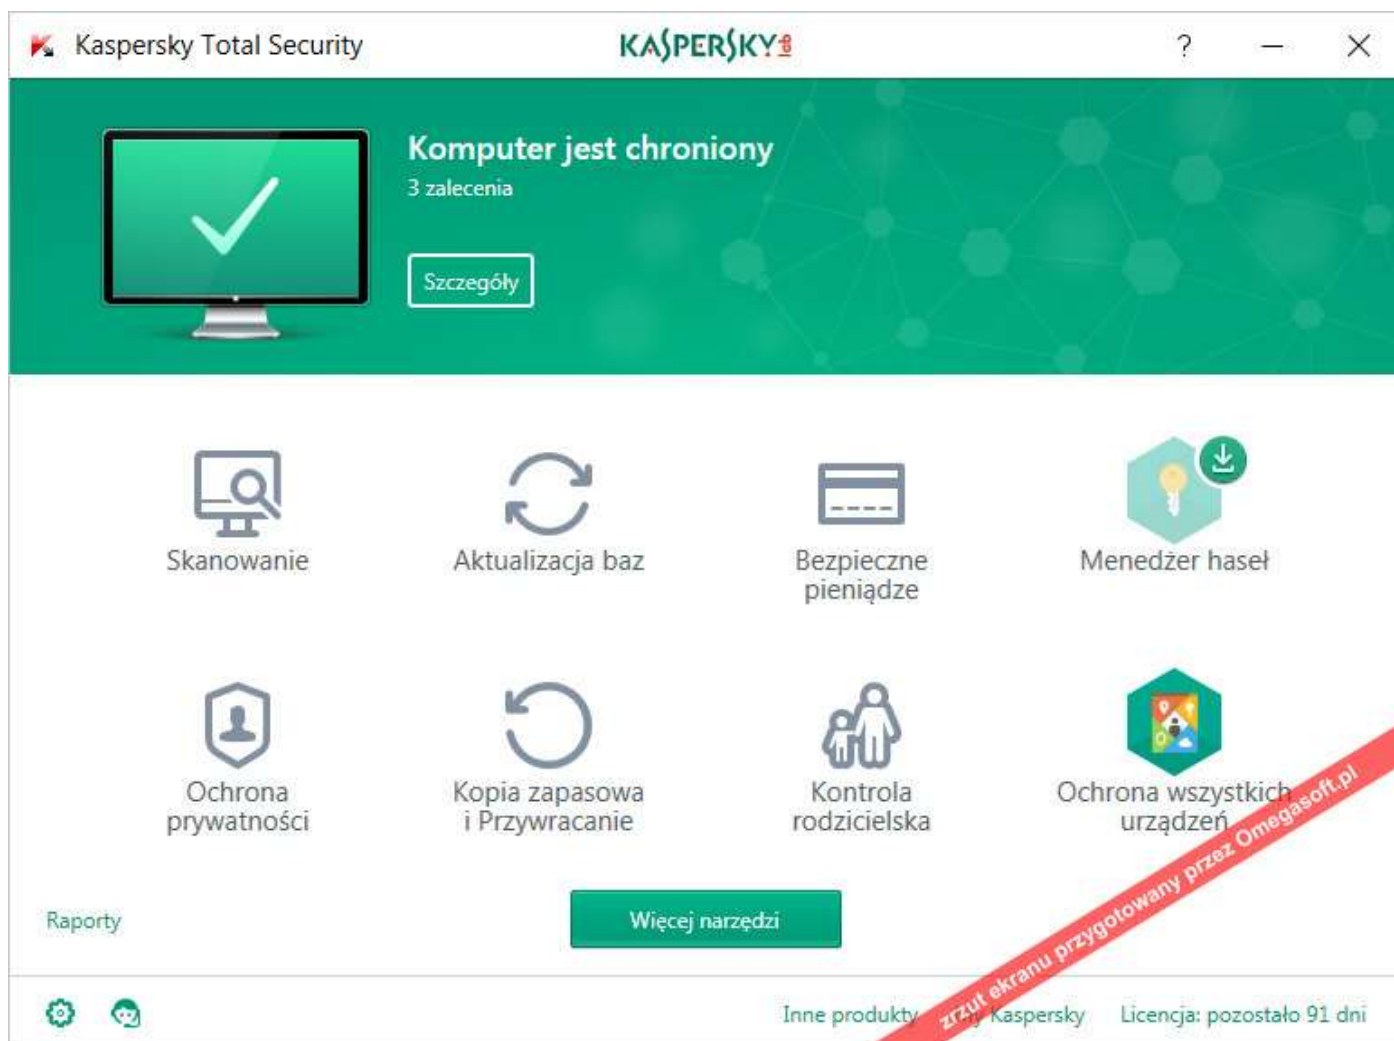 Kaspersky Total Security
KASPERSKY lab
?
Komputer jest chroniony
3 zalecenia
Szczegóły
Skanowanie
Aktualizacja baz
Bezpieczne
pieniądze
Menedżer haseł
Ochrona
prywatności
Kopia zapasowa
i Przywracanie
Kontrola
rodzicielska
Ochrona wszystkich
urządzeń
Raporty
Więcej narzędzi
zrzut ekranu przygotowany przez Omegasoft.pl
Inne produkty
Kaspersky
Licencja: pozostało 91 dni